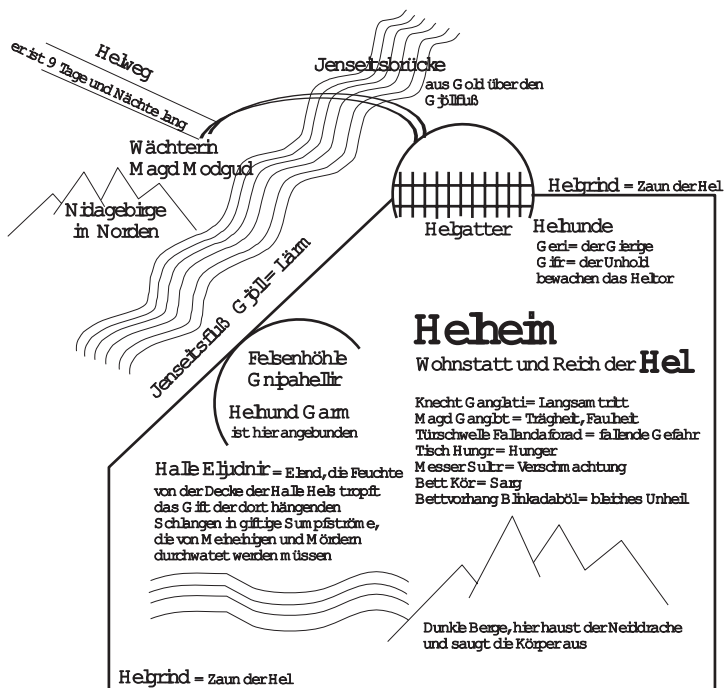 Helweg
er ist 9 Tage und Nächte lang
Jenseitsbrücke
aus Gold über den
Gjöllfluß
Wächterin
Magd Modgud
Nidagebirge
im Norden
Helgrind = Zaun der Hel
Helgatter
Helhunde
Geri = der Gierige
Gifr = der Unhold
bewachen das Heltor
Jenseitsfluß Gjöll = Lärm
Helheim
Wohnstatt und Reich der Hel
Felsenhöhle
Gnipahellir
Helhund Garm
ist hier angebunden
Knecht Ganglati = Langsamtritt
Magd Ganglot = Trägheit, Faulheit
Türschwelle Fallandaforad = fallende Gefahr
Tisch Hungr = Hunger
Messer Sultr = Verschmachtung
Bett Kör = Sarg
Bettvorhang Blinkadaböl = bleiches Unheil
Halle Eljudnir = Elend, die Feuchte
von der Decke der Halle Hels tropft
das Gift der dort hängenden
Schlangen in giftige Sumpfströme,
die von Meineinigen und Mördern
durchwatet werden müssen
Dunkle Berge, hier haust der Neiddrache
und saugt die Körper aus
Helgrind = Zaun der Hel